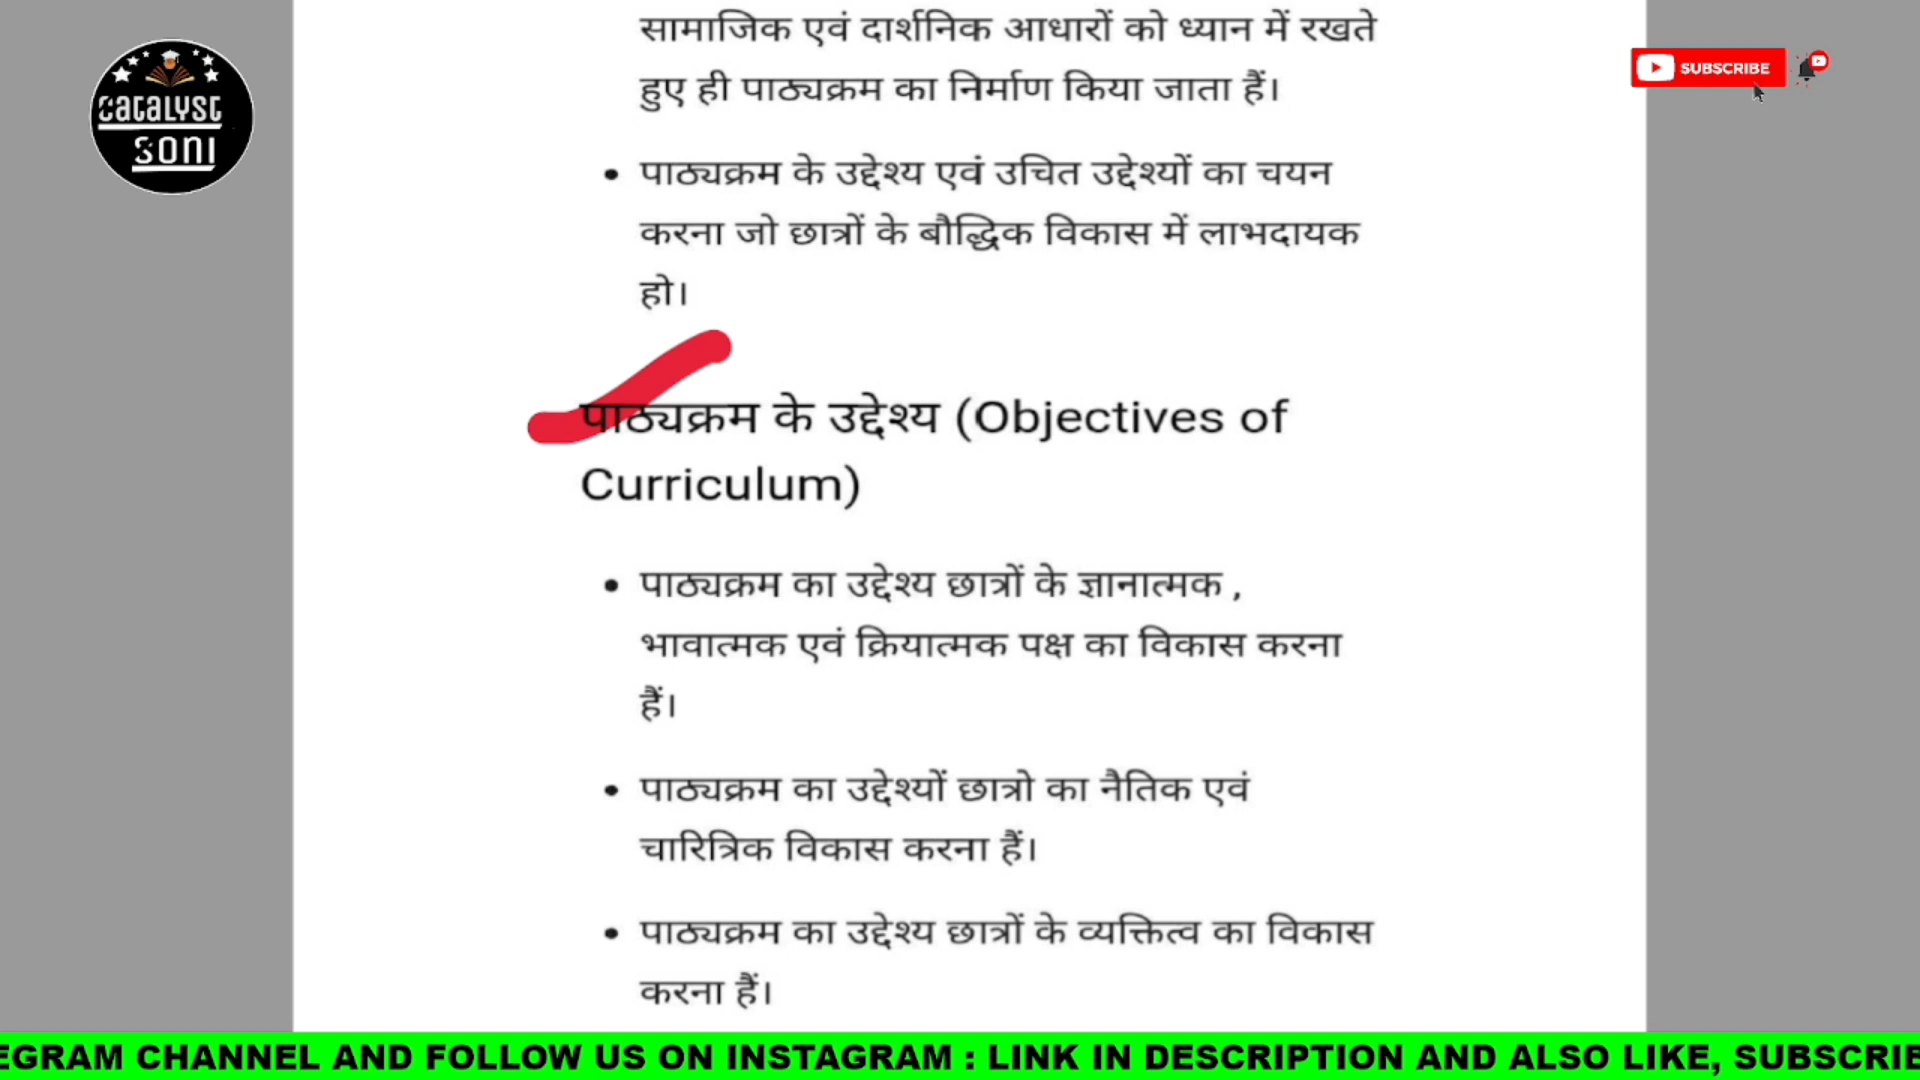 सामाजिक एवं दार्शनिक आधारों को ध्यान में रखते
हुए ही पाठ्यक्रम का निर्माण किया जाता हैं।
• पाठ्यक्रम के उद्देश्य एवं उचित उद्देश्यों का चयन
करना जो छात्रों के बौद्धिक विकास में लाभदायक
हो।
पाठ्यक्रम के उद्देश्य (Objectives of
Curriculum)
• पाठ्यक्रम का उद्देश्य छात्रों के ज्ञानात्मक ,
भावात्मक एवं क्रियात्मक पक्ष का विकास करना
हैं।
• पाठ्यक्रम का उद्देश्यों छात्रो का नैतिक एवं
चारित्रिक विकास करना हैं।
• पाठ्यक्रम का उद्देश्य छात्रों के व्यक्तित्व का विकास
करना हैं।
CATALYST
SONI
SUBSCRIBE
EGRAM CHANNEL AND FOLLOW US ON INSTAGRAM : LINK IN DESCRIPTION AND ALSO LIKE, SUBSCRIBE